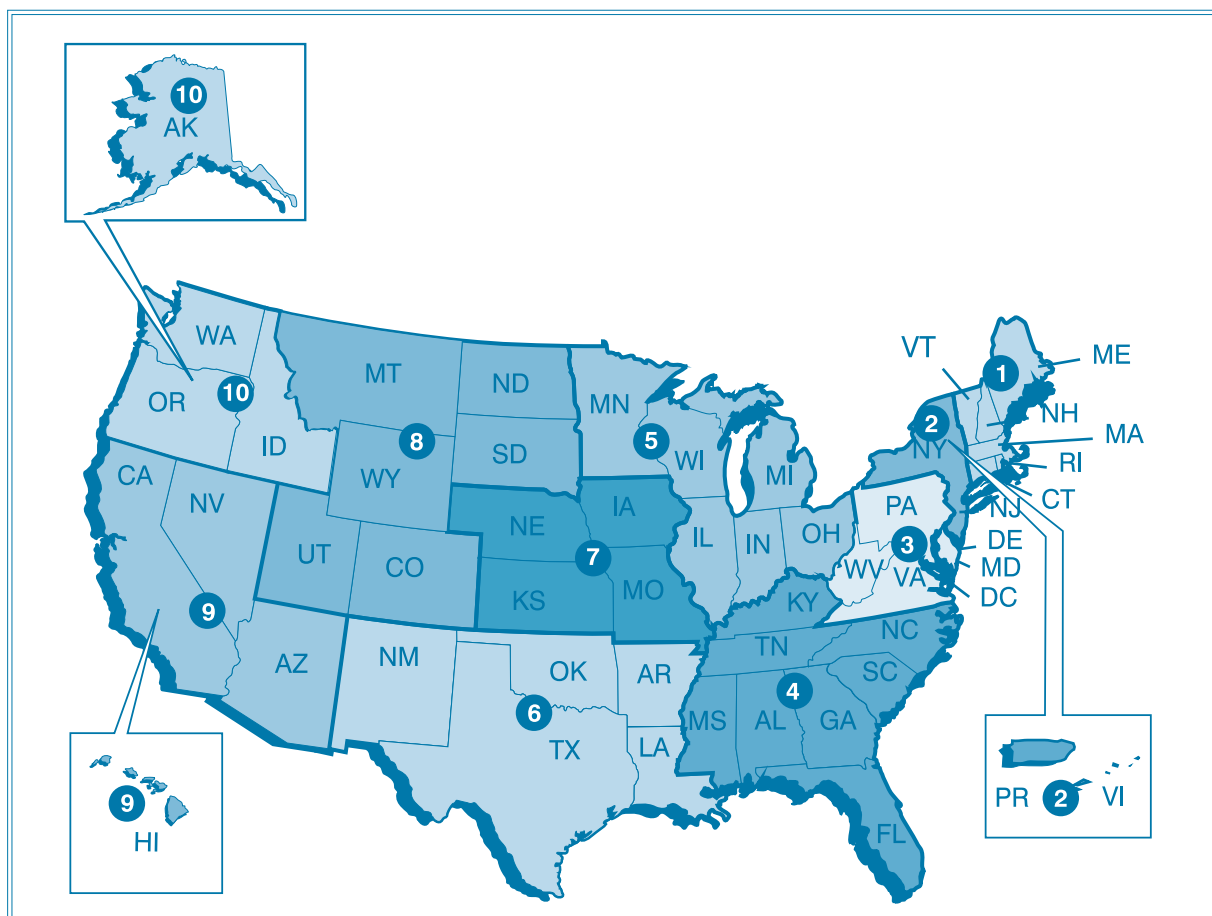 10
AK
WA
VT
1
ME
MT
ND
OR
10
MN
2
NH
8
5
NY
MA
ID
SD
WI
MI
RI
CA
WY
NV
CT
NE
IA
PA
NJ
IL
IN
OH
3
DE
UT
CO
7
WV
VA
MD
KS
MO
KY
DC
9
NC
TN
NM
AZ
OK
AR
SC
4
6
MS
AL
GA
TX
LA
9
PR
2
VI
HI
FL